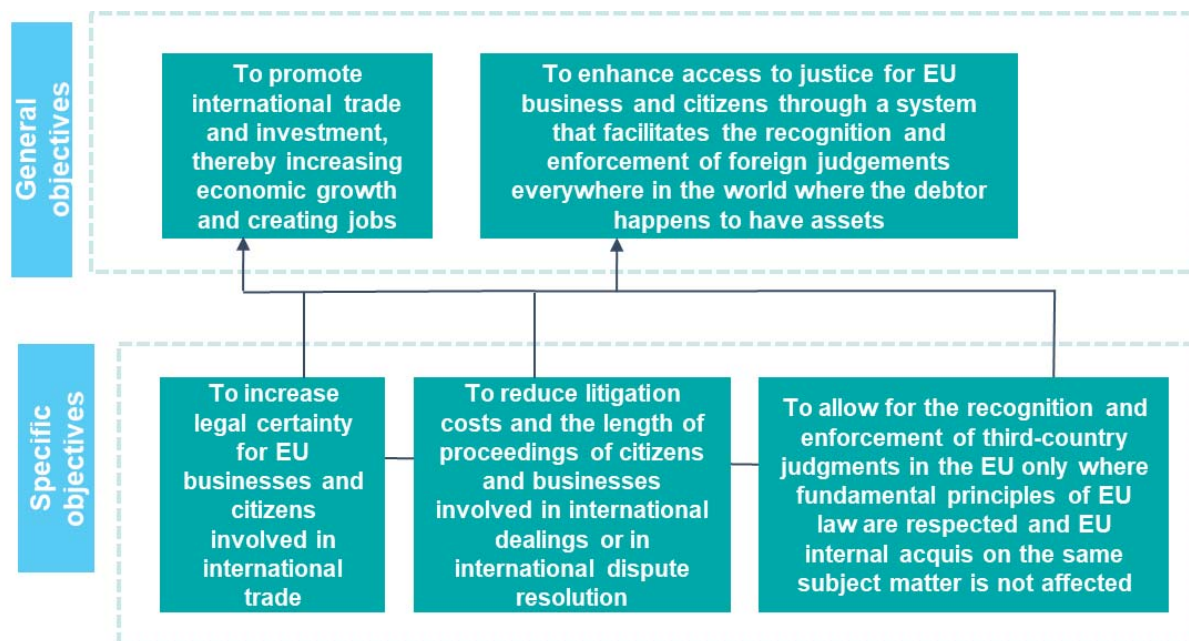 General
objectives
To promote
international trade
and investment,
thereby increasing
economic growth
and creating jobs
To enhance access to justice for EU
business and citizens through a system
that facilitates the recognition and
enforcement of foreign judgements
everywhere in the world where the debtor
happens to have assets
Specific
objectives
To increase
legal certainty
for EU
businesses and
citizens
involved in
international
trade
To reduce litigation
costs and the length of
proceedings of citizens
and businesses
involved in international
dealings or in
international dispute
resolution
To allow for the recognition and
enforcement of third-country
judgments in the EU only where
fundamental principles of EU
law are respected and EU
internal acquis on the same
subject matter is not affected